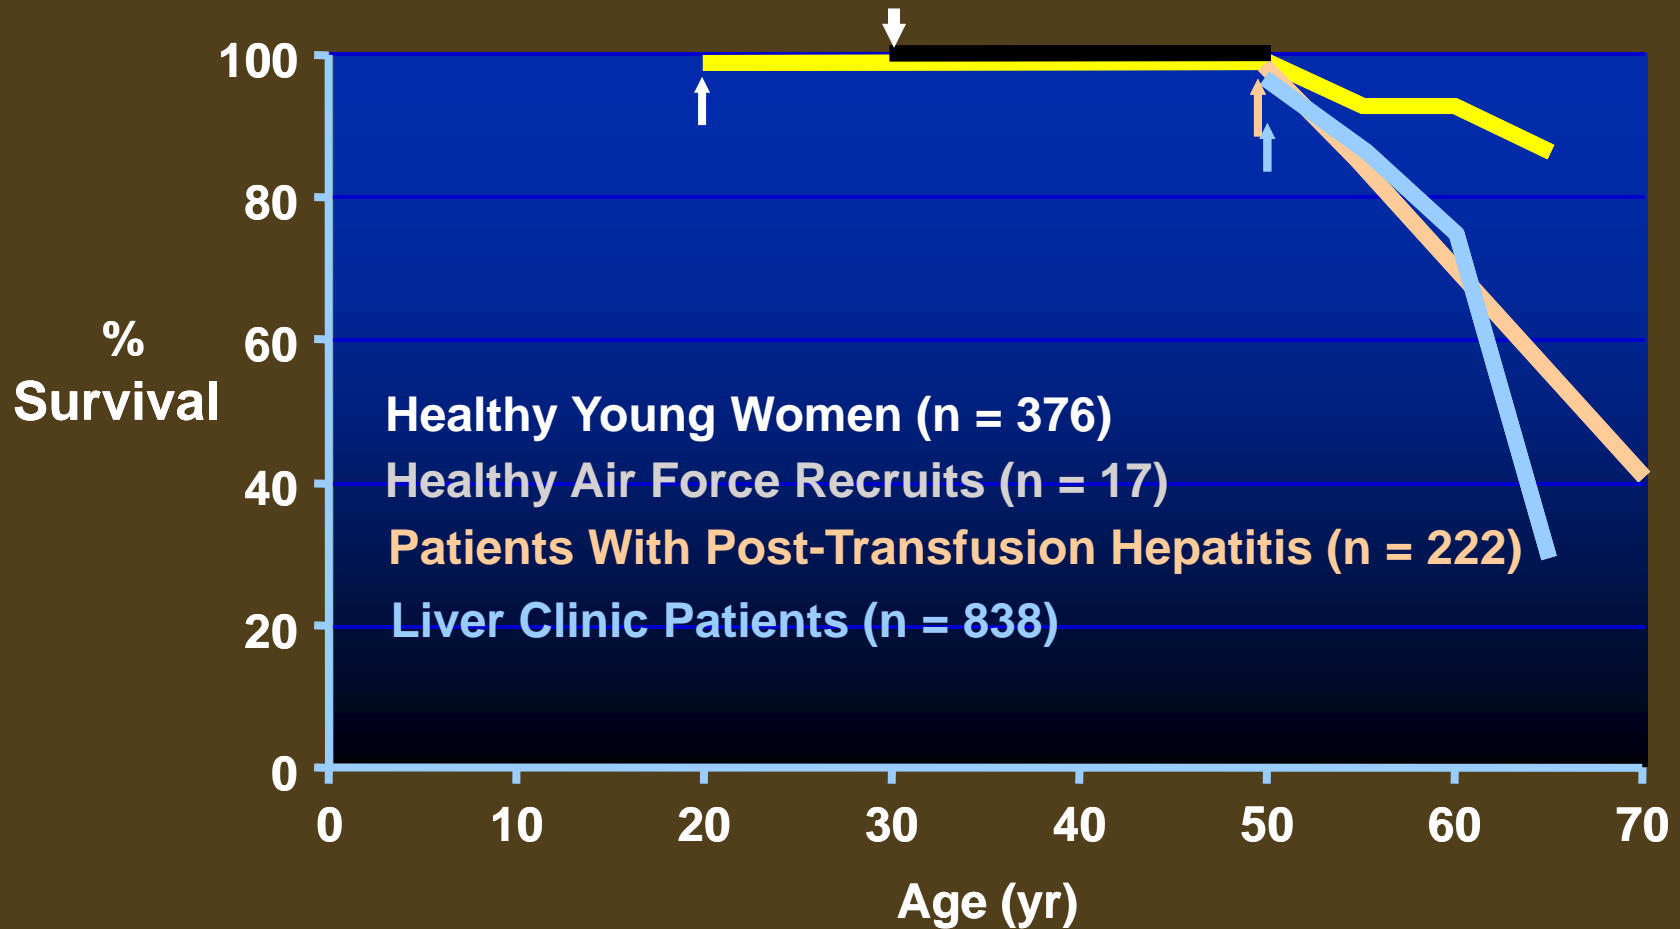 100
80
60
40
20
0
%
Survival
Healthy Young Women (n = 376)
Healthy Air Force Recruits (n = 17)
Patients With Post-Transfusion Hepatitis (n = 222)
Liver Clinic Patients (n = 838)
0 10 20 30 40 50 60 70
Age (yr)